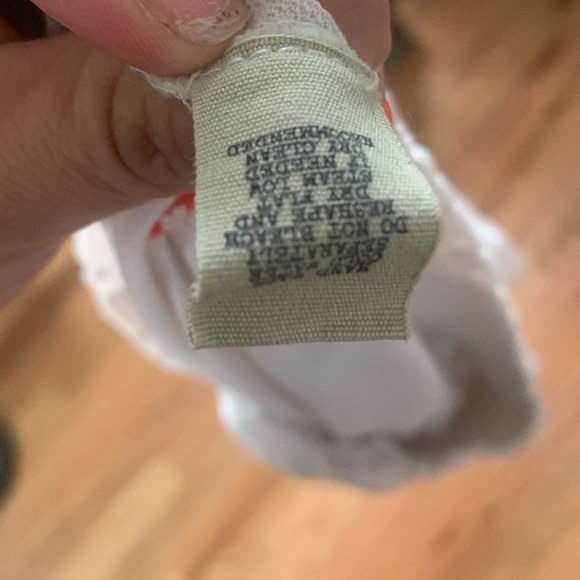 SEPARATELY
DO NOT BLEACH
RESHAPE AND
DRY FLAT
STEAM LOW
IF NEEDED
DRY CLEAN
RECOMMENDED